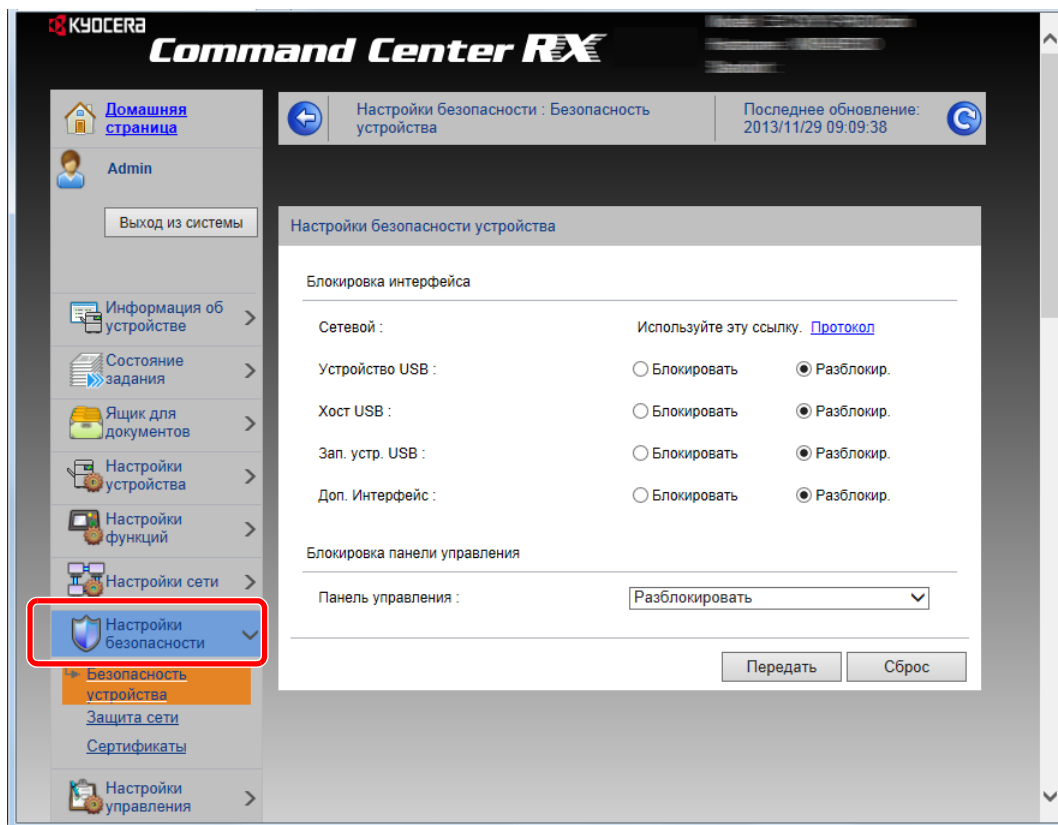 KYOCERA
Command Center RX
Домашняя
страница
Admin
Выход из системы
Информация об
устройстве
Состояние
задания
Ящик для
документов
Настройки
устройства
Настройки
функций
Настройки сети
Настройки
безопасности
Безопасность
устройства
Защита сети
Сертификаты
Настройки
управления
Настройки безопасности : Безопасность
устройства
Последнее обновление:
2013/11/29 09:09:38
Настройки безопасности устройства
Блокировка интерфейса
Сетевой : Используйте эту ссылку. Протокол
Устройство USB : Блокировать Разблокир.
Хост USB : Блокировать Разблокир.
Зап. устр. USB : Блокировать Разблокир.
Доп. Интерфейс : Блокировать Разблокир.
Блокировка панели управления
Панель управления : Разблокировать
Передать Сброс